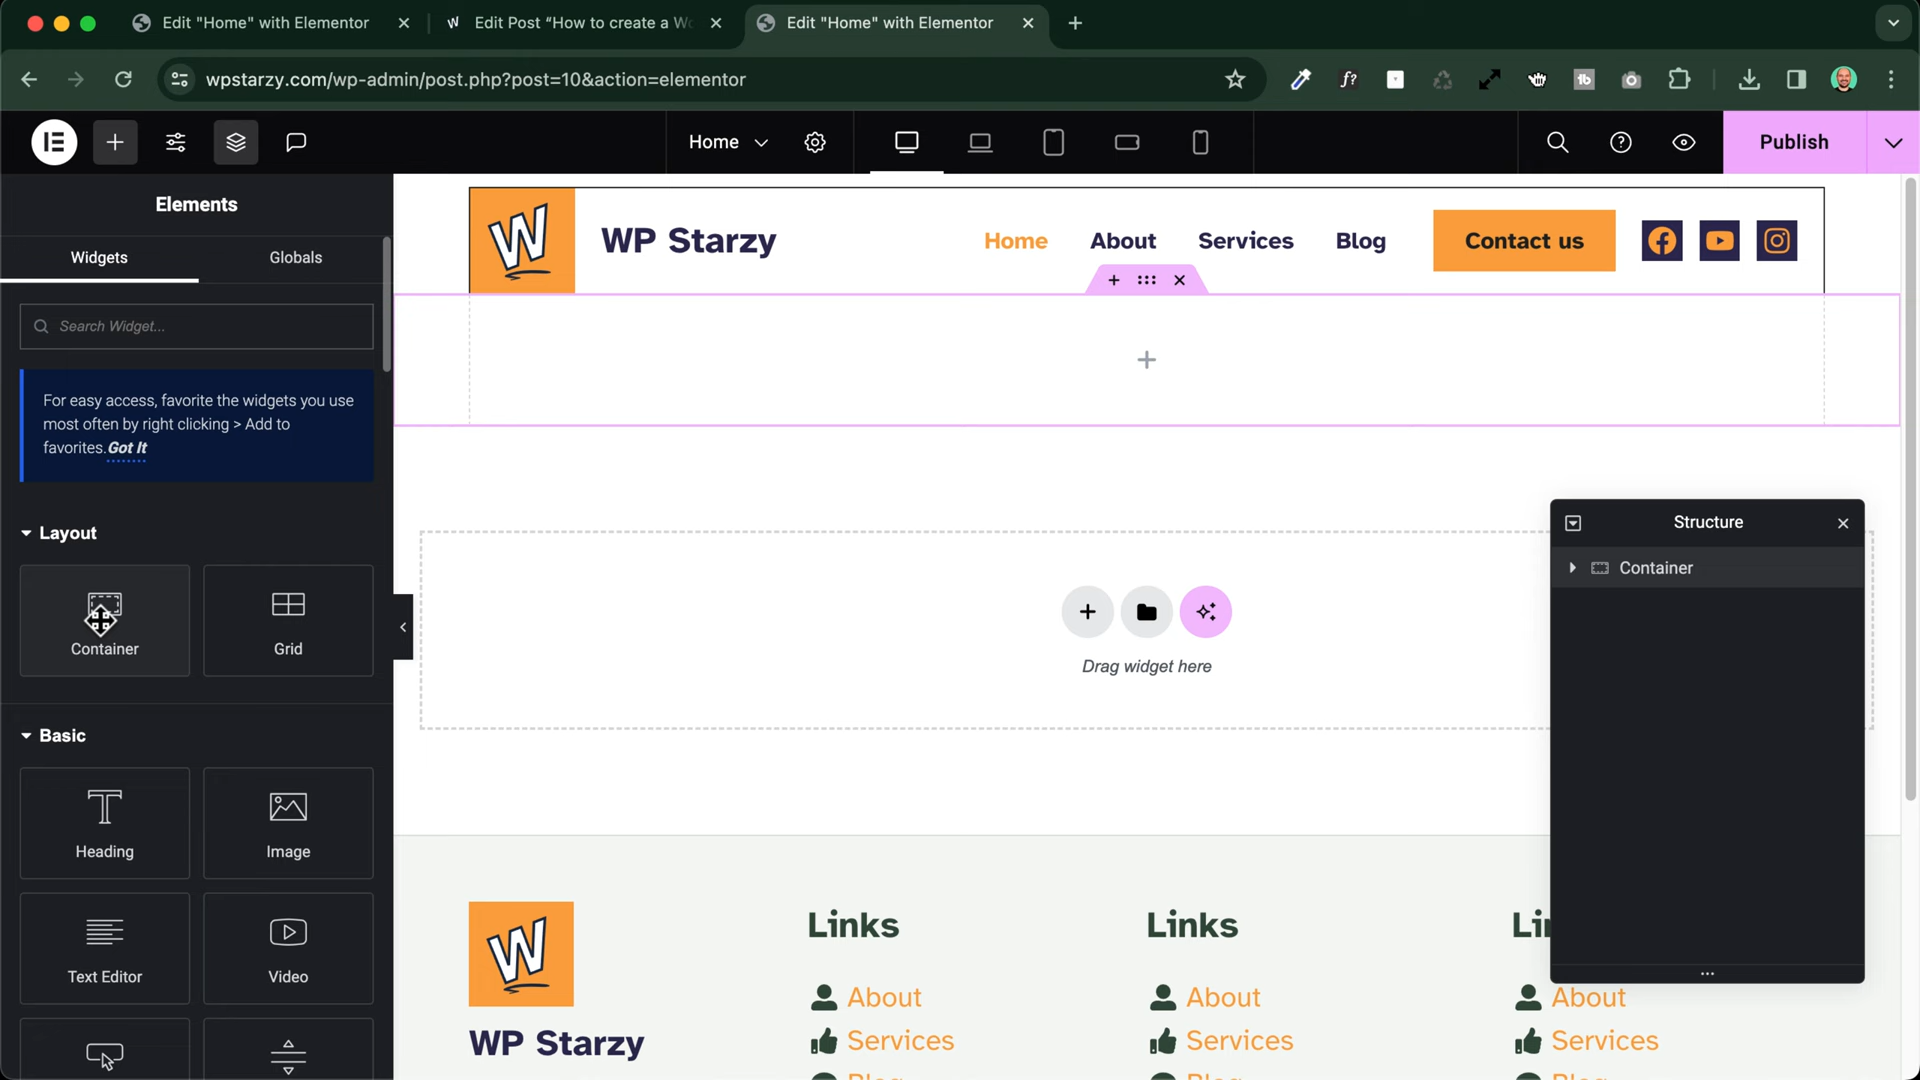 Edit "Home" with Elementor
Edit Post “How to create a Wo
Edit "Home" with Elementor
wpstarzy.com/wp-admin/post.php?post=10&action=elementor
Home
Publish
Elements
Widgets
Globals
Search Widget...
For easy access, favorite the widgets you use
most often by right clicking > Add to
favorites. Got It
Layout
Container
Grid
Basic
Heading
Image
Text Editor
Video
W
WP Starzy
Home
About
Services
Blog
Contact us
Drag widget here
Structure
Container
W
WP Starzy
Links
About
Services
Blog
Links
About
Services
Blog
Li
About
Services